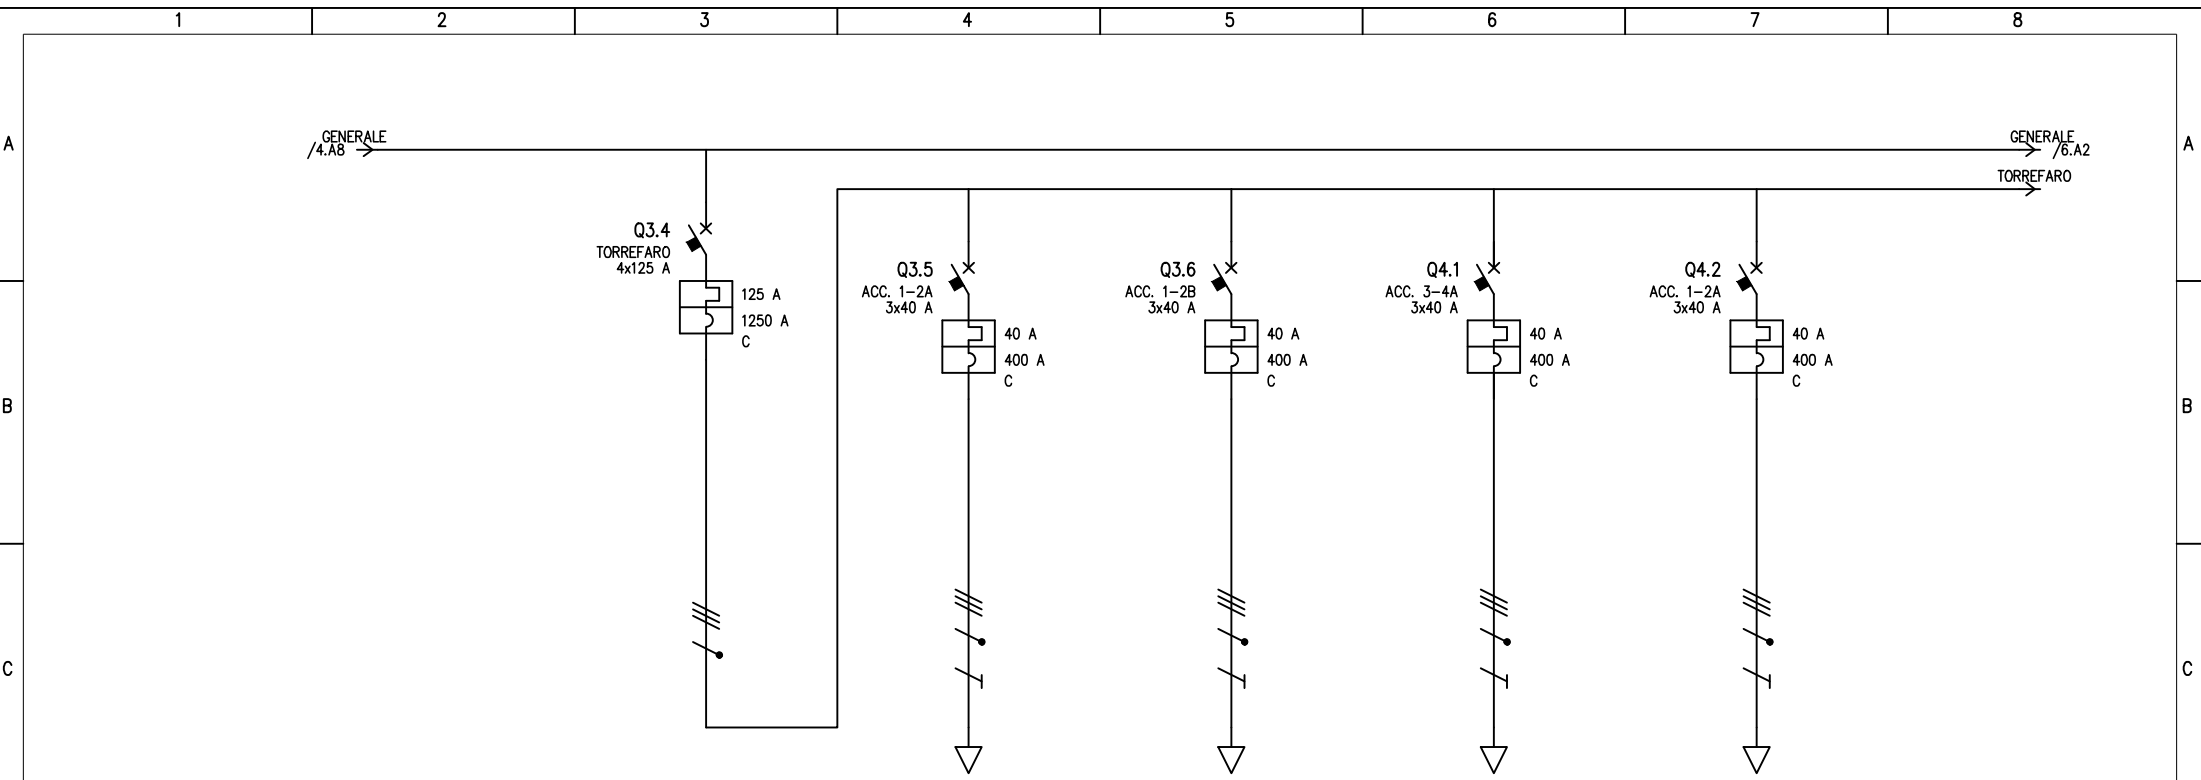 1 2 3 4 5 6 7 8
A A
GENERALE
/4.A8
GENERALE
/6.A2
TORREFARO
Q3.4
TORREFARO
4x125 A
125 A
1250 A
C
Q3.5
ACC. 1-2A
3x40 A
40 A
400 A
C
Q3.6
ACC. 1-2B
3x40 A
40 A
400 A
C
Q4.1
ACC. 3-4A
3x40 A
40 A
400 A
C
Q4.2
ACC. 1-2A
3x40 A
40 A
400 A
C
B B
C C